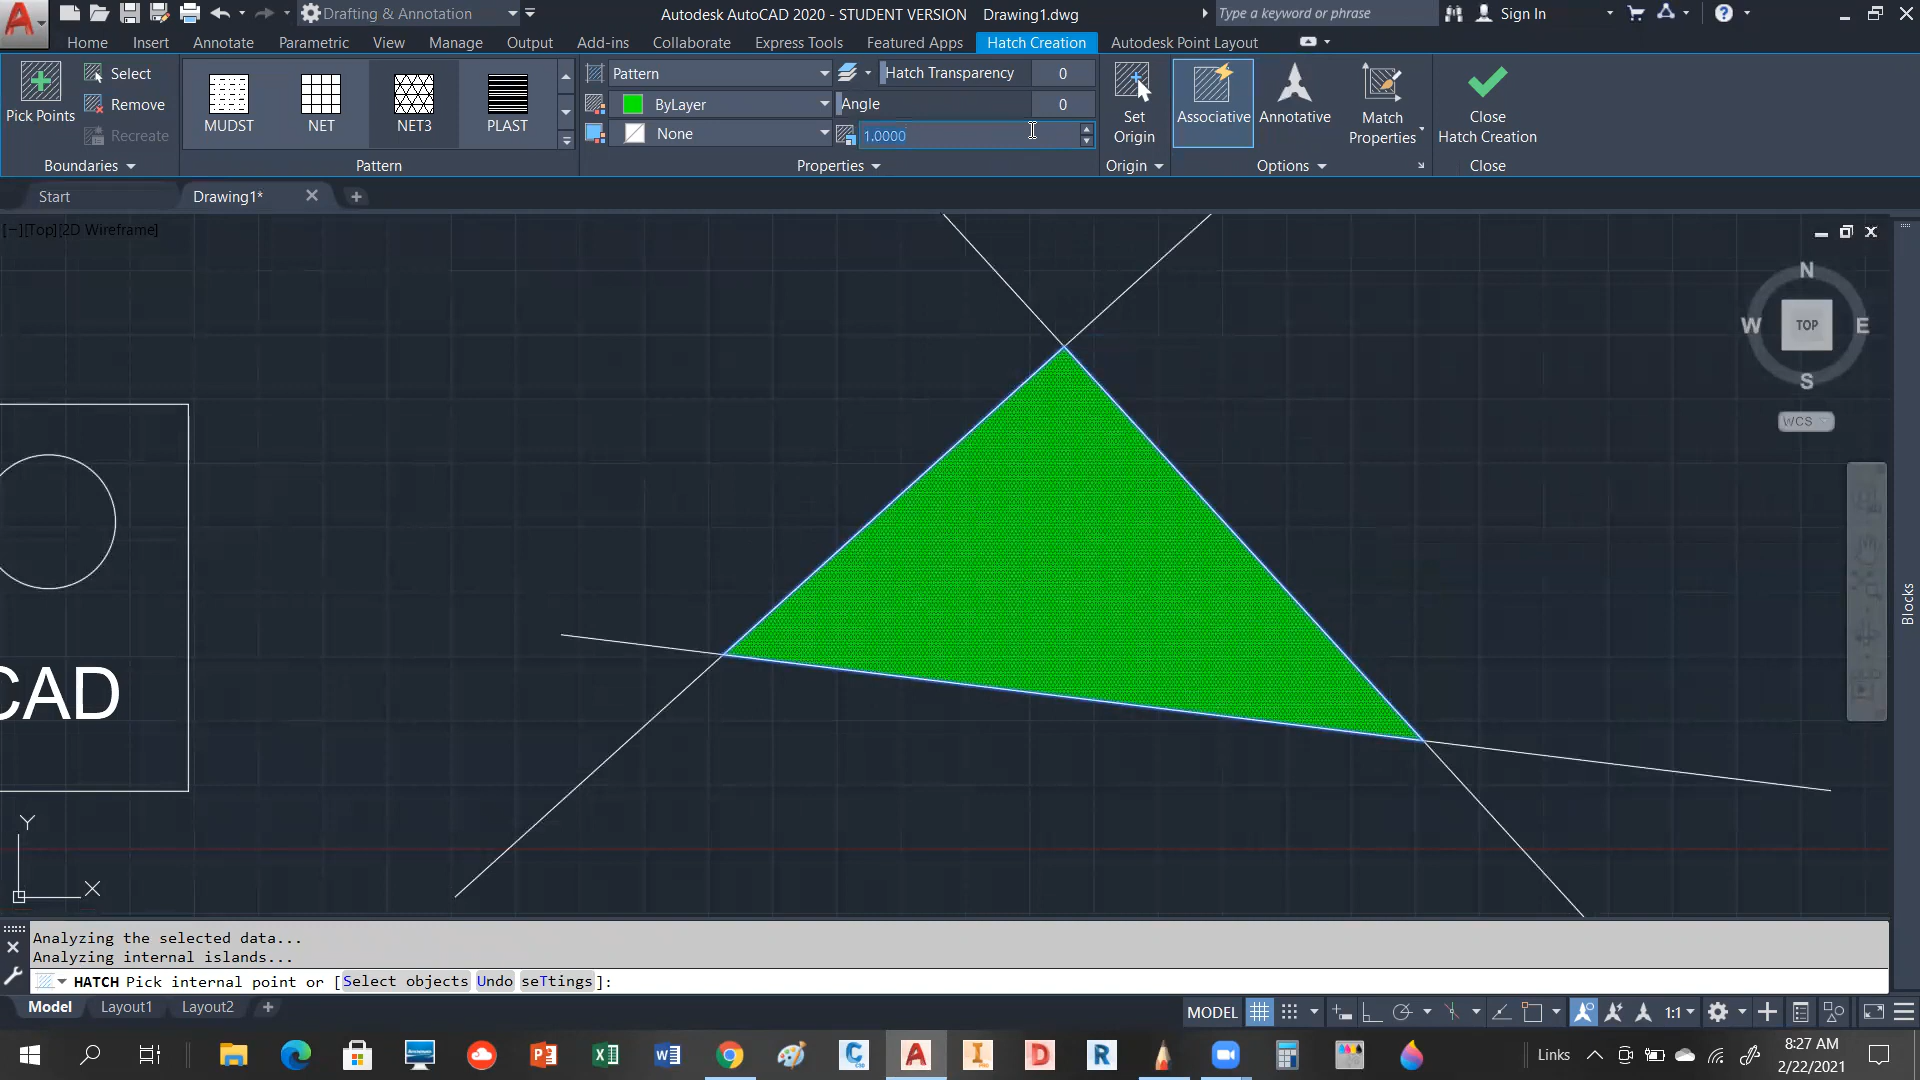 Drafting & Annotation
Autodesk AutoCAD 2020 - STUDENT VERSION Drawing1.dwg
Type a keyword or phrase
Sign In
Home Insert Annotate Parametric View Manage Output Add-ins Collaborate Express Tools Featured Apps Hatch Creation Autodesk Point Layout
Pick Points
Select
Remove
Recreate
Boundaries
MUDST NET NET3 PLAST
Pattern
Pattern
ByLayer
None
Hatch Transparency 0
Angle 0
1.0000
Properties
Set
Origin
Origin
Associative
Annotative
Match
Properties
Options
Close
Hatch Creation
Close
Start Drawing1*
[−][Top][2D Wireframe]
N
W TOP E
S
WCS
Blocks
CAD
Y
X
Analyzing the selected data...
Analyzing internal islands...
HATCH Pick internal point or [Select objects Undo seTtings]:
Model Layout1 Layout2
MODEL
1:1
Links
8:27 AM
2/22/2021